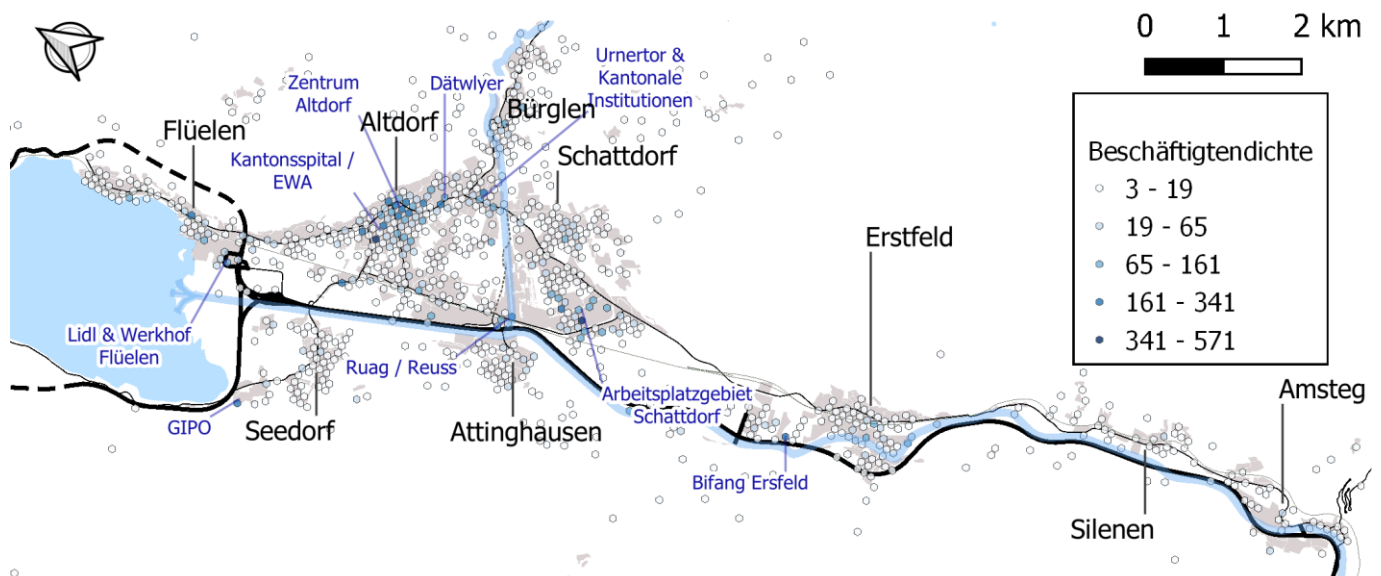 0 1 2 km
Beschäftigtendichte
3 - 19
19 - 65
65 - 161
161 - 341
341 - 571
Urnertor &
Kantonale
Institutionen
Zentrum
Altdorf
Dätwlyer
Bürglen
Flüelen
Altdorf
Schattdorf
Kantonsspital /
EWA
Erstfeld
Lidl & Werkhof
Flüelen
Ruag / Reuss
Arbeitsplatzgebiet
Schattdorf
Amsteg
GIPO
Seedorf
Attinghausen
Bifang Ersfeld
Silenen